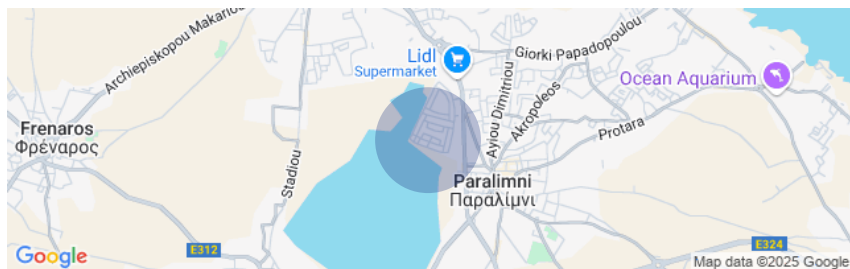 Archiepiskopou Makariou
Lidl
Supermarket
Giorki Papadopoulou
Ocean Aquarium
Frenaros
Φρέναρος
Stadiou
Ayiou Dimitriou
Akropoleos
Protara
Paralimni
Παραλίμνι
E312
E324
Google
Map data ©2025 Google